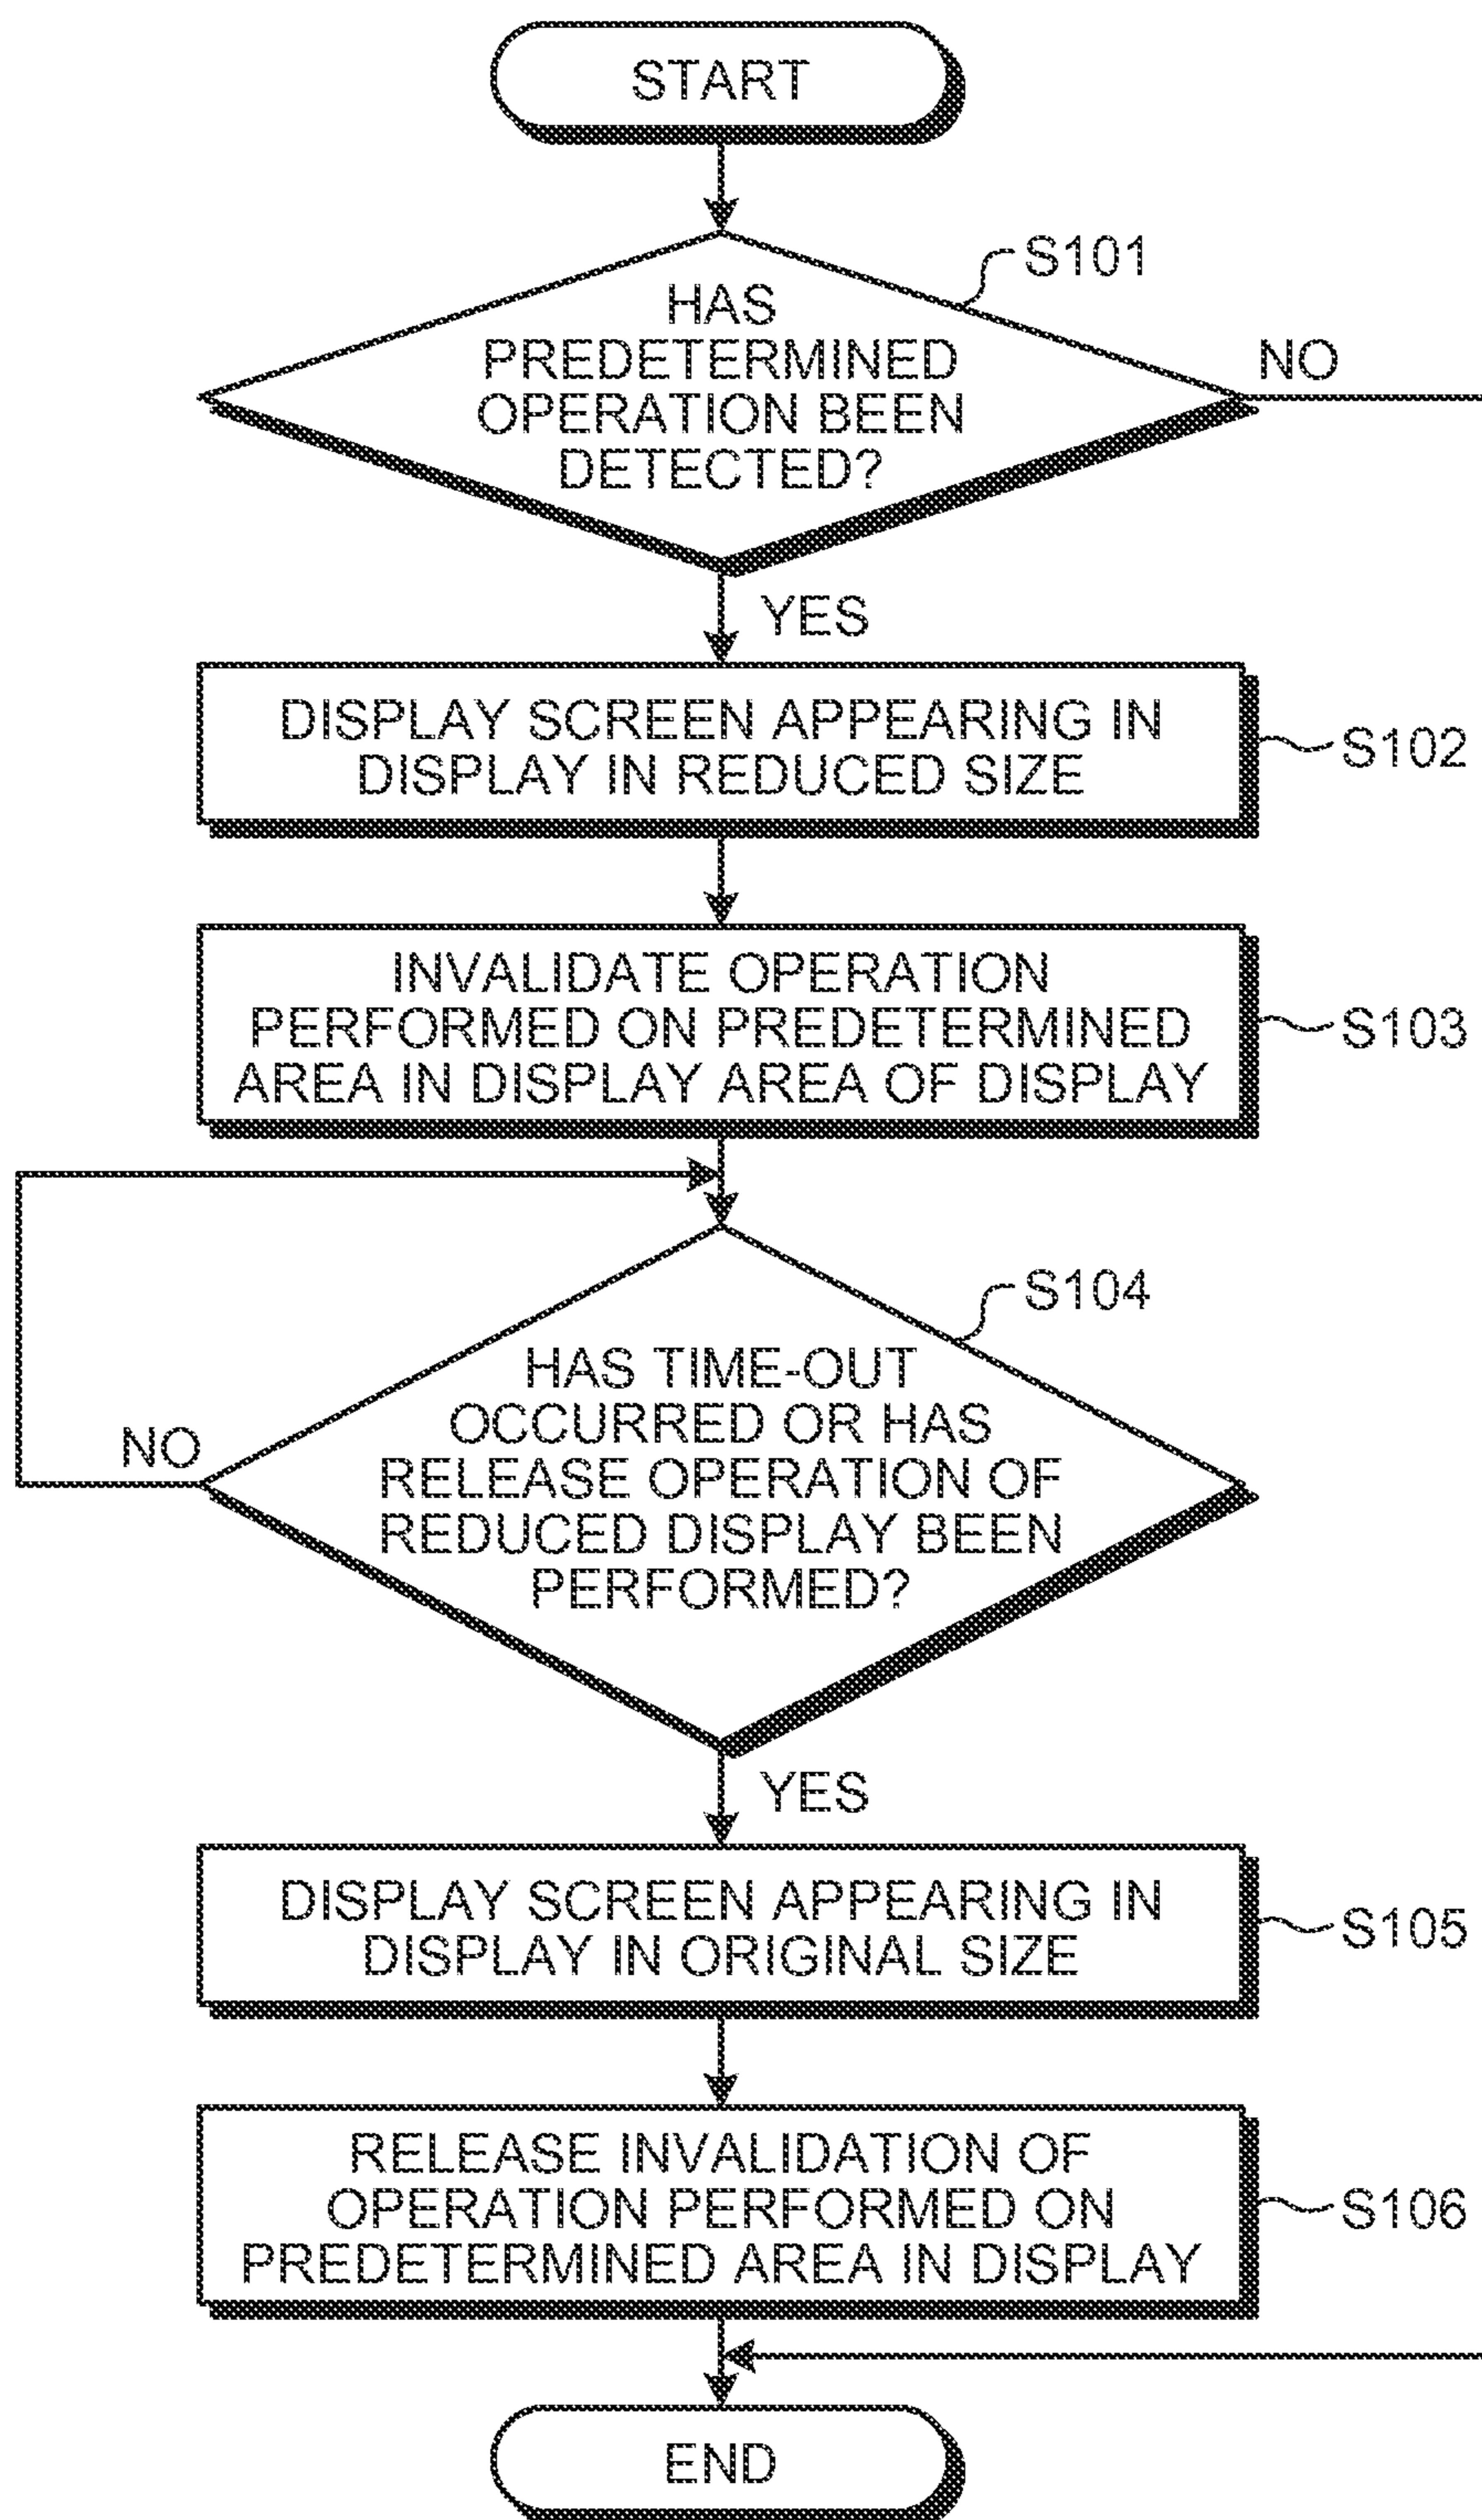 START
S101
HAS
PREDETERMINED
OPERATION BEEN
DETECTED?
NO
YES
DISPLAY SCREEN APPEARING IN
DISPLAY IN REDUCED SIZE
S102
INVALIDATE OPERATION
PERFORMED ON PREDETERMINED
AREA IN DISPLAY AREA OF DISPLAY
S103
S104
HAS TIME-OUT
OCCURRED OR HAS
RELEASE OPERATION OF
REDUCED DISPLAY BEEN
PERFORMED?
NO
YES
DISPLAY SCREEN APPEARING IN
DISPLAY IN ORIGINAL SIZE
S105
RELEASE INVALIDATION OF
OPERATION PERFORMED ON
PREDETERMINED AREA IN DISPLAY
S106
END